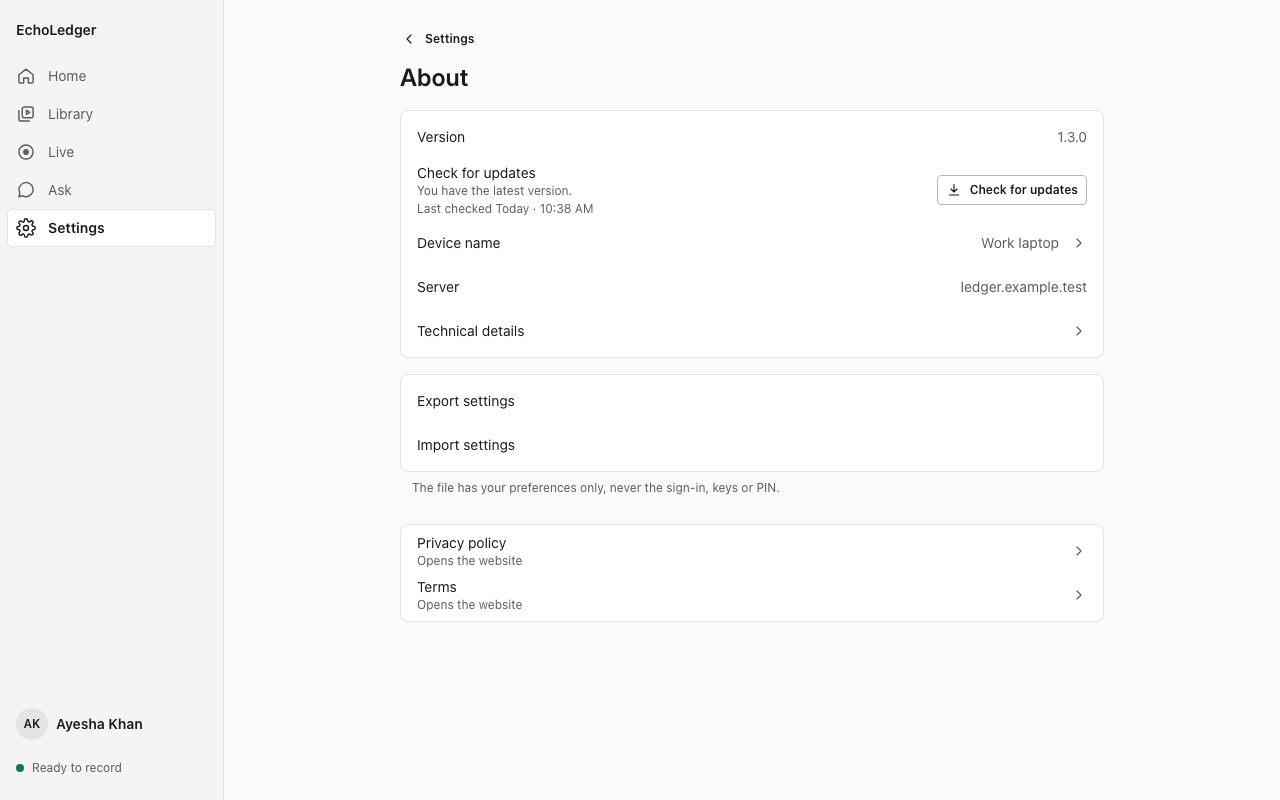 EchoLedger
Home
Library
Live
Ask
Settings
AK
Ayesha Khan
Ready to record
Settings
About
Version
1.3.0
Check for updates
You have the latest version.
Last checked Today · 10:38 AM
Check for updates
Device name
Work laptop
Server
ledger.example.test
Technical details
Export settings
Import settings
The file has your preferences only, never the sign-in, keys or PIN.
Privacy policy
Opens the website
Terms
Opens the website